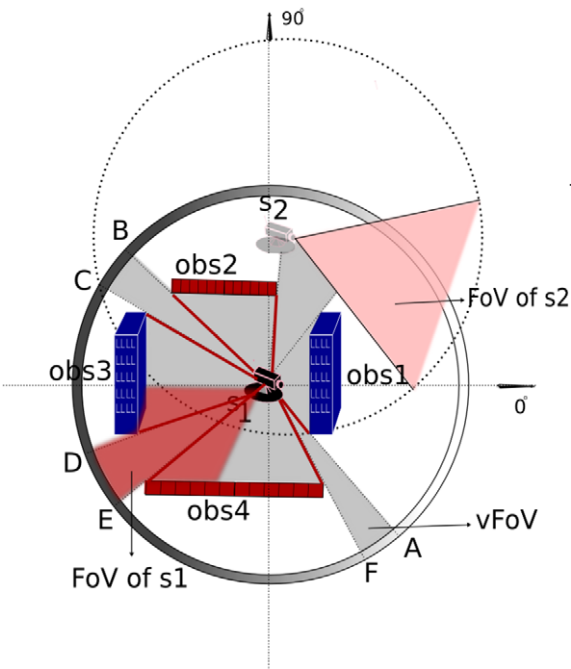 90°
s2
B
obs2
C
FoV of s2
obs3
obs1
s1
0°
D
obs4
E
vFoV
A
FoV of s1
F